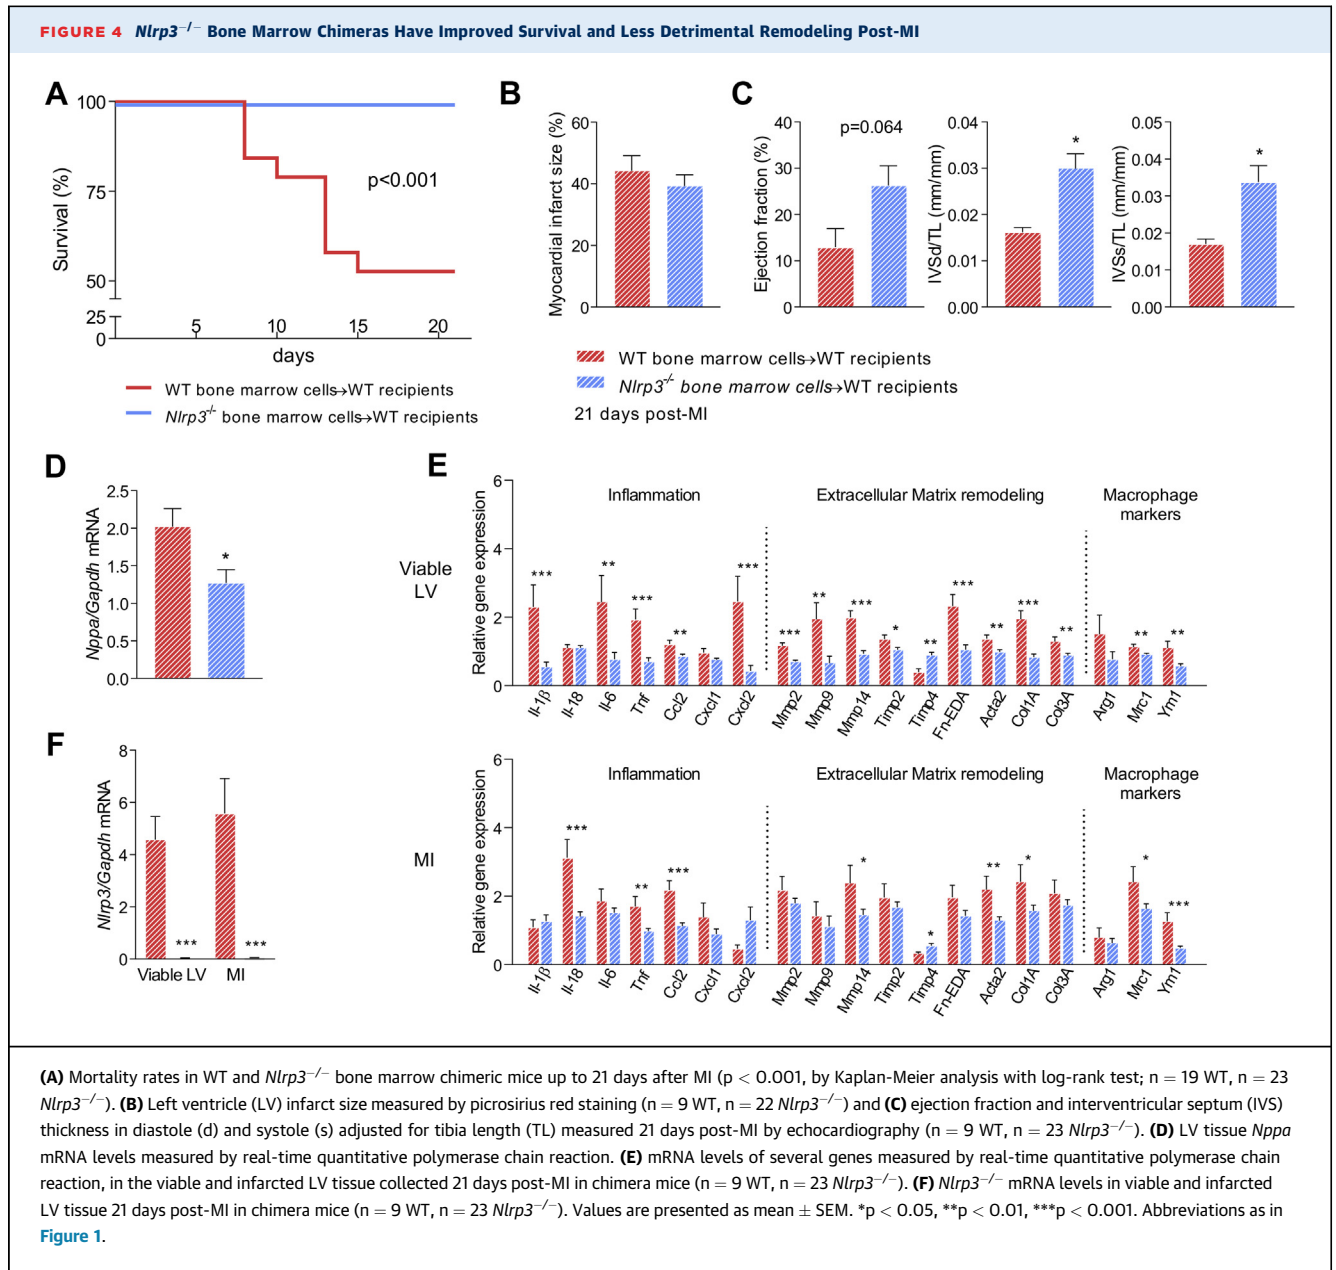 FIGURE 4 Nlrp3−/− Bone Marrow Chimeras Have Improved Survival and Less Detrimental Remodeling Post-MI
A
Survival (%)
100
75
50
25
0
5 10 15 20
days
p<0.001
WT bone marrow cells→WT recipients
Nlrp3-/- bone marrow cells→WT recipients
B
Myocardial infarct size (%)
60
40
20
0
C
Ejection fraction (%)
40
30
20
10
0
p=0.064
IVSd/TL (mm/mm)
0.04
0.03
0.02
0.01
0.00
*
IVSs/TL (mm/mm)
0.05
0.04
0.03
0.02
0.01
0.00
*
WT bone marrow cells→WT recipients
Nlrp3-/- bone marrow cells→WT recipients
21 days post-MI
D
Nppa/Gapdh mRNA
2.5
2.0
1.5
1.0
0.5
0.0
*
E
Viable
LV
Relative gene expression
6
4
2
0
Inflammation
Extracellular Matrix remodeling
Macrophage
markers
*** ** *** ** *** *** ** *** * ** *** ** *** ** ** **
Il-1β Il-18 Il-6 Tnf Ccl2 Cxcl1 Cxcl2 Mmp2 Mmp9 Mmp14 Timp2 Timp4 Fn-EDA Acta2 Col1A Col3A Arg1 Mrc1 Ym1
F
Nlrp3/Gapdh mRNA
8
6
4
2
0
*** ***
Viable LV MI
MI
Relative gene expression
6
4
2
0
Inflammation
Extracellular Matrix remodeling
Macrophage
markers
*** ** *** * * ** * * ***
Il-1β Il-18 Il-6 Tnf Ccl2 Cxcl1 Cxcl2 Mmp2 Mmp9 Mmp14 Timp2 Timp4 Fn-EDA Acta2 Col1A Col3A Arg1 Mrc1 Ym1
(A) Mortality rates in WT and Nlrp3−/− bone marrow chimeric mice up to 21 days after MI (p < 0.001, by Kaplan-Meier analysis with log-rank test; n = 19 WT, n = 23
Nlrp3−/−). (B) Left ventricle (LV) infarct size measured by picrosirius red staining (n = 9 WT, n = 22 Nlrp3−/−) and (C) ejection fraction and interventricular septum (IVS)
thickness in diastole (d) and systole (s) adjusted for tibia length (TL) measured 21 days post-MI by echocardiography (n = 9 WT, n = 23 Nlrp3−/−). (D) LV tissue Nppa
mRNA levels measured by real-time quantitative polymerase chain reaction. (E) mRNA levels of several genes measured by real-time quantitative polymerase chain
reaction, in the viable and infarcted LV tissue collected 21 days post-MI in chimera mice (n = 9 WT, n = 23 Nlrp3−/−). (F) Nlrp3−/− mRNA levels in viable and infarcted
LV tissue 21 days post-MI in chimera mice (n = 9 WT, n = 23 Nlrp3−/−). Values are presented as mean ± SEM. *p < 0.05, **p < 0.01, ***p < 0.001. Abbreviations as in
Figure 1.